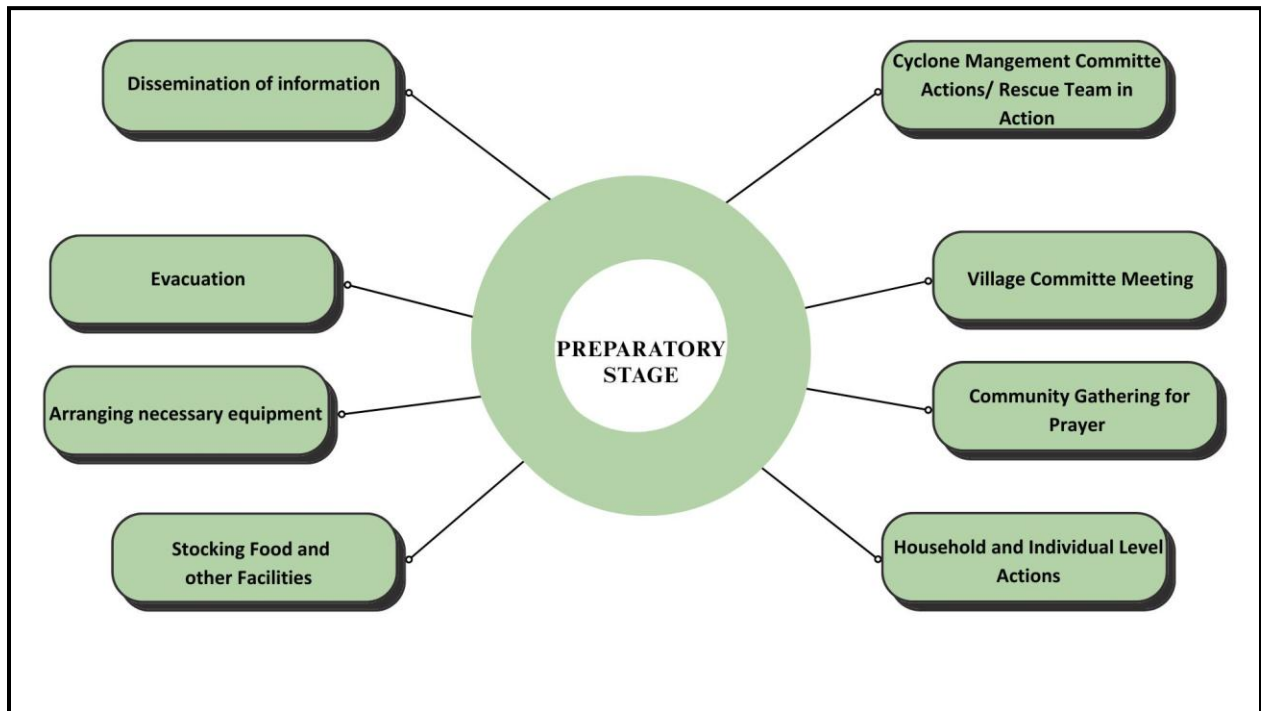 Dissemination of information
Cyclone Mangement Committe
Actions/ Rescue Team in
Action
Evacuation
Village Committe Meeting
PREPARATORY
STAGE
Arranging necessary equipment
Community Gathering for
Prayer
Stocking Food and
other Facilities
Household and Individual Level
Actions